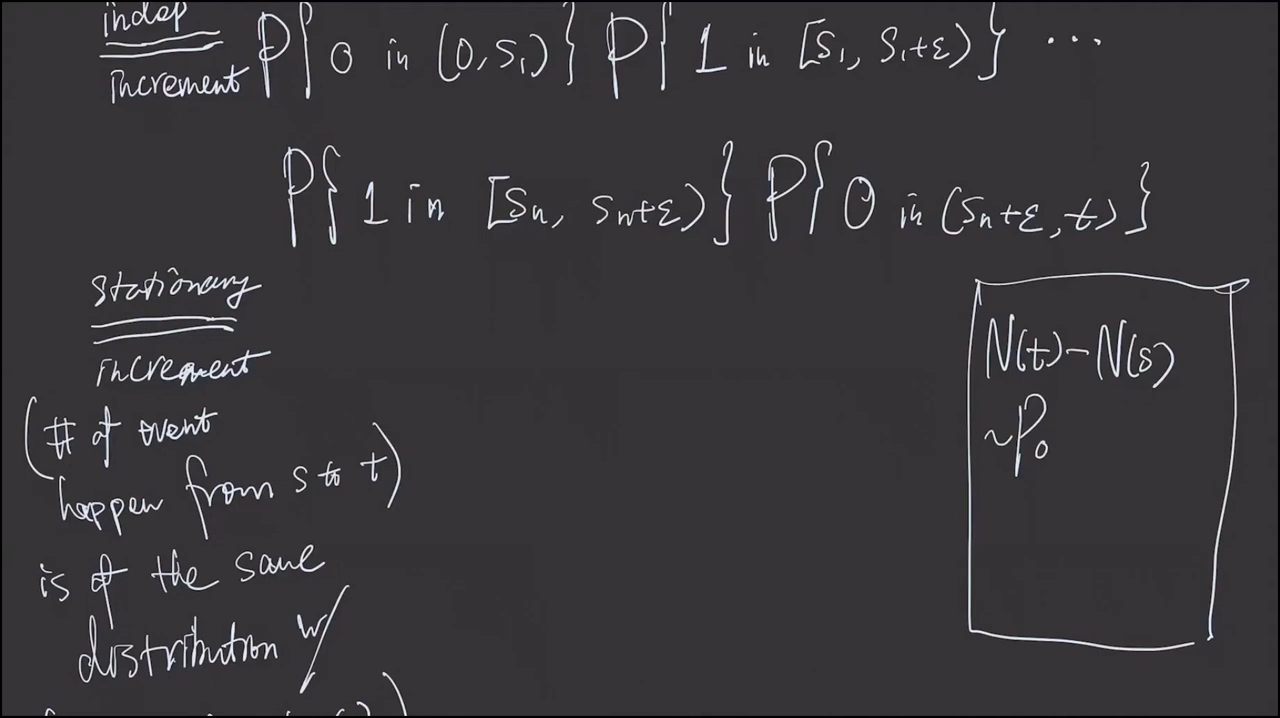 indep
increment P{ 0 in (0, S₁) } P{ 1 in [S₁, S₁+ε) } ...
P{ 1 in [Sₙ, Sₙ+ε) } P{ 0 in (Sₙ+ε, t) }
stationary
increment
(# of event
happen from s to t)
is of the same
distribution w/
N(t)-N(s)
~P₀